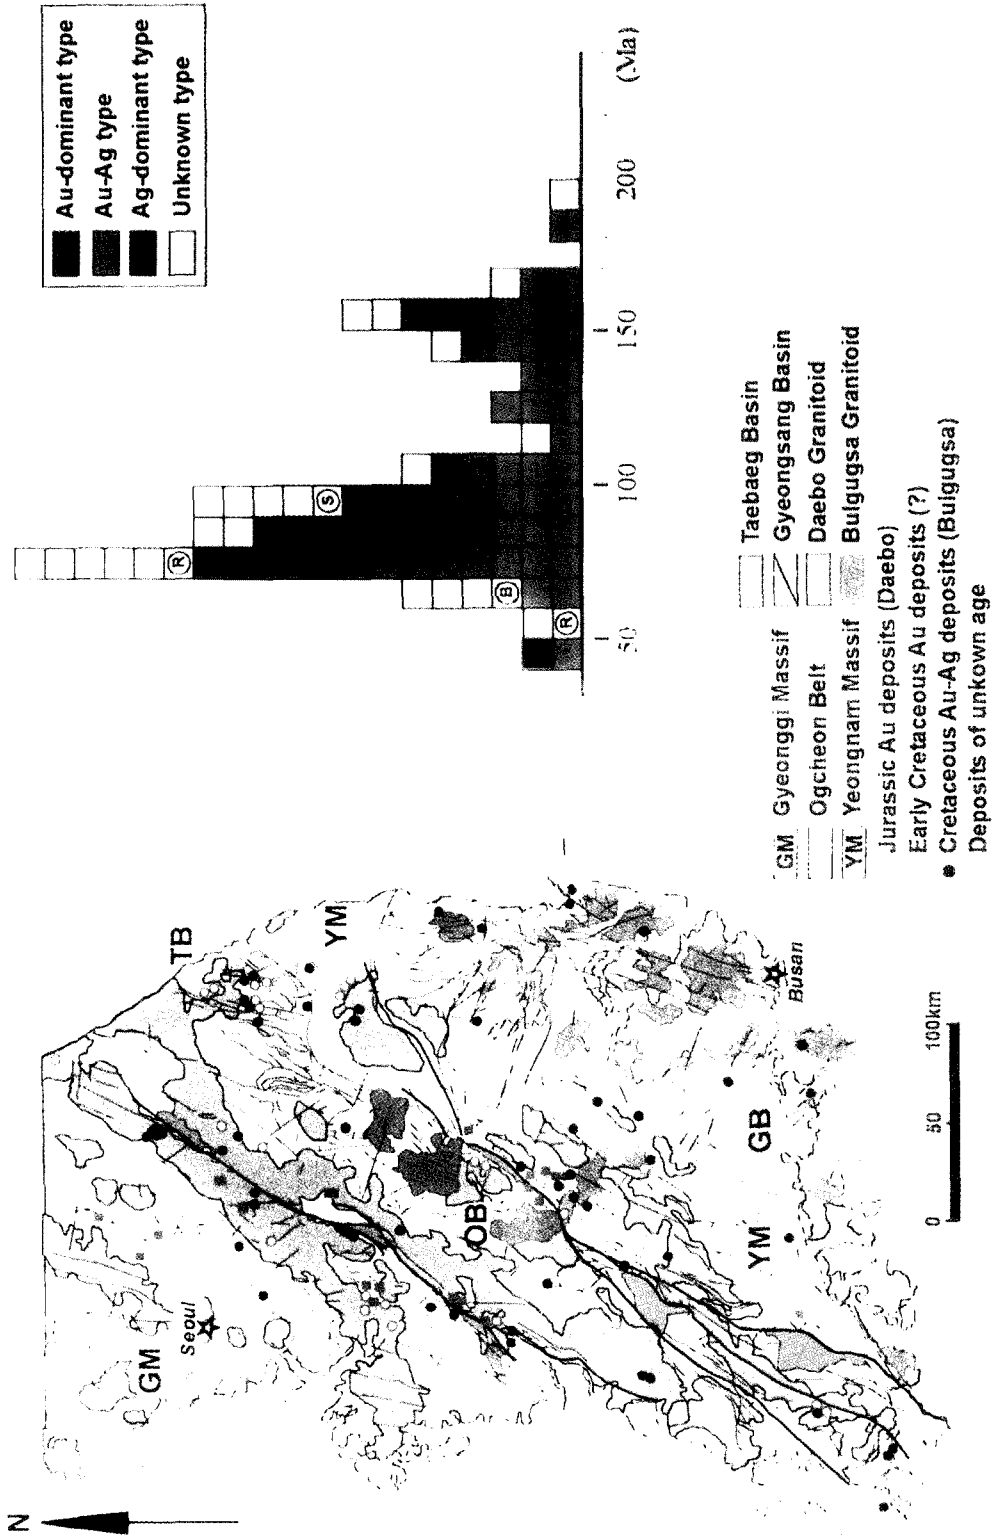 N
GM
Seoul
TB
YM
OB
YM
GB
Busan
0 50 100km
Au-dominant type
Au-Ag type
Ag-dominant type
Unknown type
R
S
B
R
50 100 150 200 (Ma)
GM Gyeonggi Massif
Ogcheon Belt
YM Yeongnam Massif
Taebaeg Basin
Gyeongsang Basin
Daebo Granitoid
Bulgugsa Granitoid
Jurassic Au deposits (Daebo)
Early Cretaceous Au deposits (?)
Cretaceous Au-Ag deposits (Bulgugsa)
Deposits of unkown age